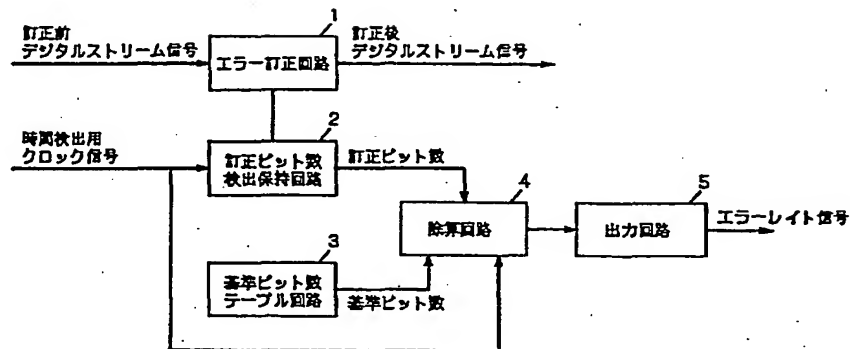 訂正前
デジタルストリーム信号
1
エラー訂正回路
訂正後
デジタルストリーム信号
時間検出用
クロック信号
2
訂正ビット数
検出保持回路
訂正ビット数
3
基準ビット数
テーブル回路
基準ビット数
4
除算回路
5
出力回路
エラーレイト信号